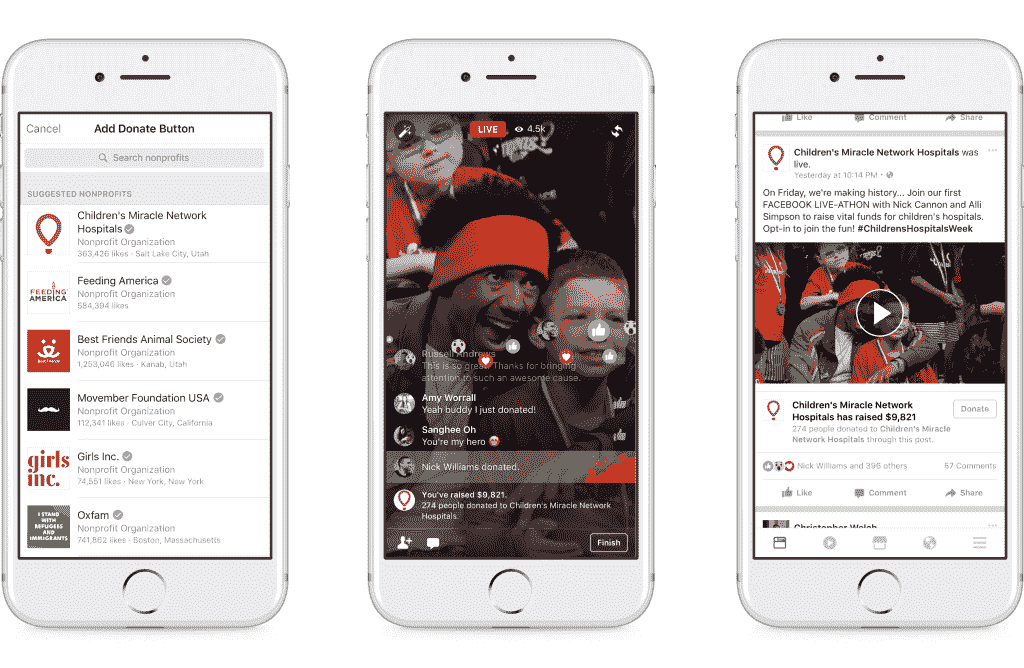 Cancel
Add Donate Button
Search nonprofits
SUGGESTED NONPROFITS
Children's Miracle Network
Hospitals
Nonprofit Organization
363,426 likes · Salt Lake City, Utah
FEEDING
AMERICA
Feeding America
Nonprofit Organization
584,394 likes
Best Friends Animal Society
Nonprofit Organization
1,253,046 likes · Kanab, Utah
Movember Foundation USA
Nonprofit Organization
112,341 likes · Culver City, California
girls
inc.
Girls Inc.
Nonprofit Organization
74,551 likes · New York, New York
I STAND
WITH
REFUGEES
AND
IMMIGRANTS
Oxfam
Nonprofit Organization
741,862 likes · Boston, Massachusetts
LIVE
4.5k
Russell Andrews
This is so great. Thanks for bringing
attention to such an awesome cause.
Amy Worrall
Yeah buddy I just donated!
Sanghee Oh
You're my hero
Nick Williams donated.
You've raised $9,821.
274 people donated to Children's Miracle Network
Hospitals.
Finish
Like
Comment
Share
Children's Miracle Network Hospitals was
live.
Yesterday at 10:14 PM ·
On Friday, we're making history... Join our first
FACEBOOK LIVE-ATHON with Nick Cannon and Alli
Simpson to raise vital funds for children's hospitals.
Opt-in to join the fun! #ChildrensHospitalsWeek
Children's Miracle Network
Hospitals has raised $9,821
274 people donated to Children's Miracle
Network Hospitals through this post.
Donate
Nick Williams and 396 others
57 Comments
Like
Comment
Share
Christopher Welch